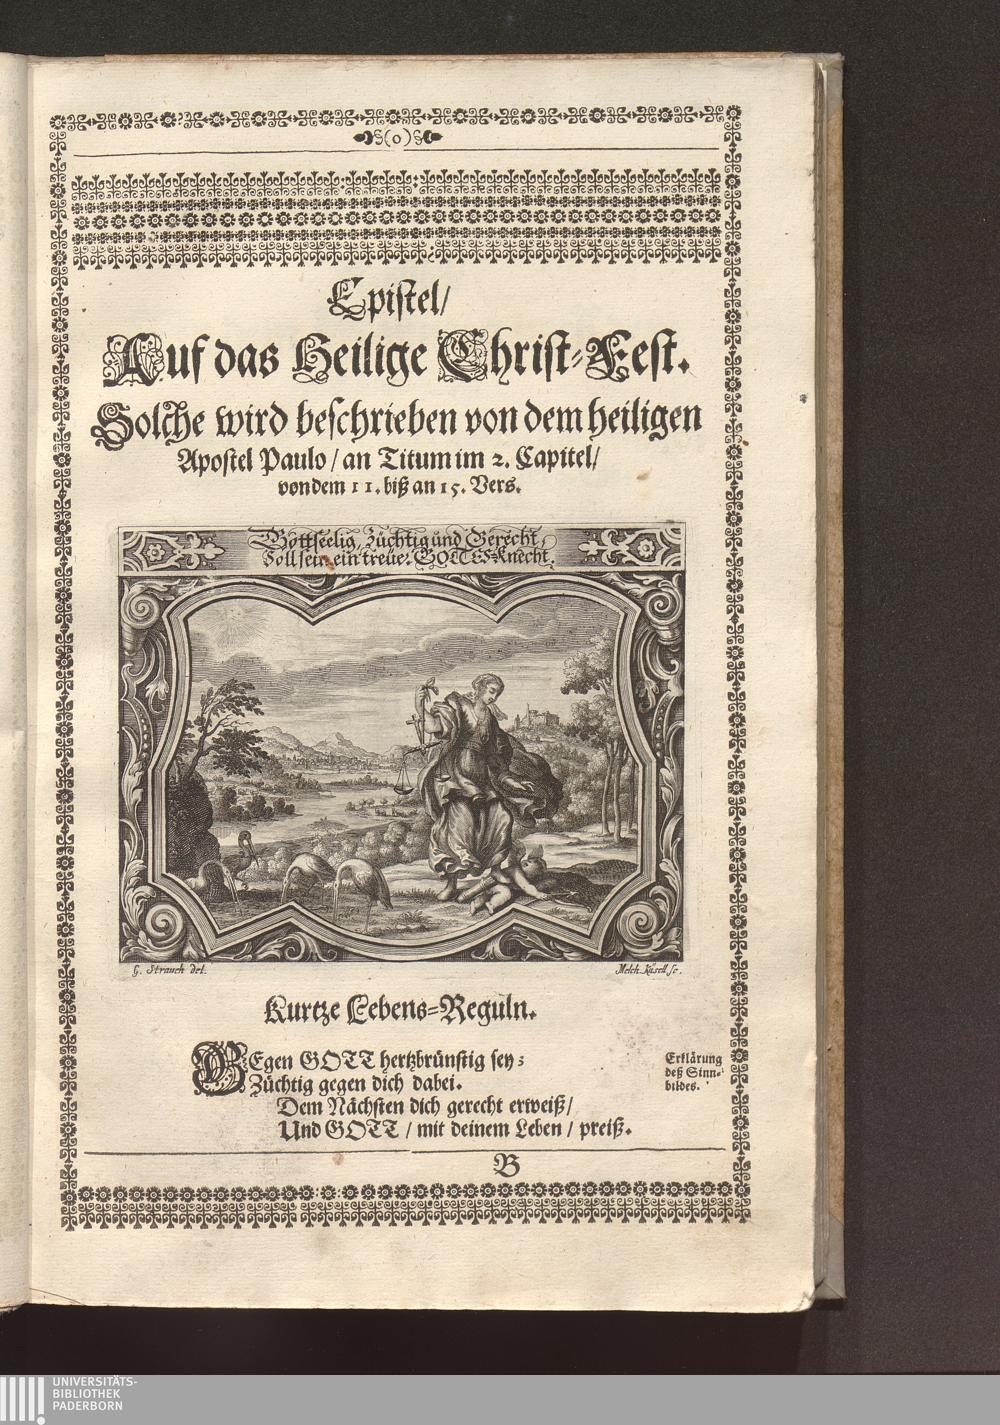 (o)
Epistel/
Auf das Heilige Christ-Fest.
Solche wird beschrieben von dem heiligen
Apostel Paulo / an Titum im 2. Capitel /
von dem 11. biß an 15. Vers.
Gottseelig, Züchtig und Gerecht,
Soll sein ein treuer GOTTES-Knecht.
G. Strauch del.
Melch. Küsell. sc.
Kurtze Lebens-Reguln.
GEgen GOTT hertzbrünstig sey;
Züchtig gegen dich dabei.
Dem Nächsten dich gerecht erweiß /
Und GOTT / mit deinem Leben / preiß.
Erklärung
deß Sinn-
bildes.
B
UNIVERSITÄTS-
BIBLIOTHEK
PADERBORN